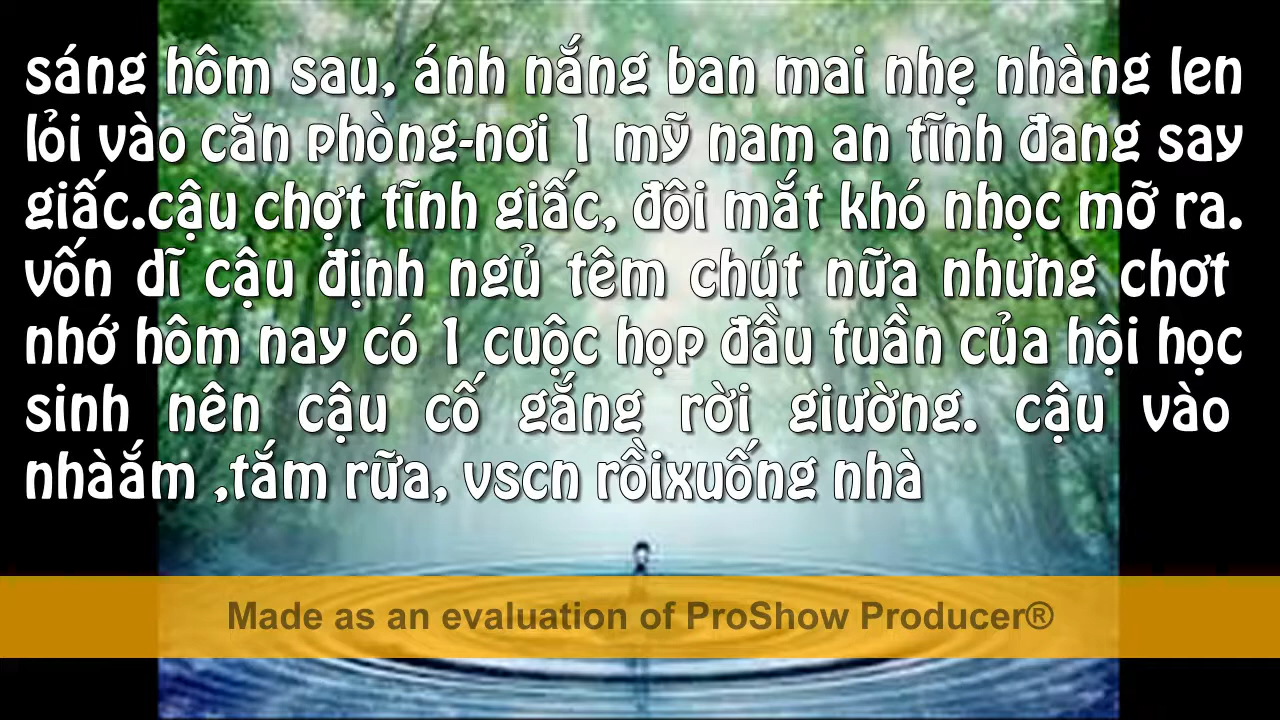 sáng hôm sau, ánh nắng ban mai nhẹ nhàng len
lỏi vào căn phòng-nơi 1 mỹ nam an tĩnh đang say
giấc.cậu chợt tĩnh giấc, đôi mắt khó nhọc mỡ ra.
vốn dĩ cậu định ngủ têm chút nữa nhưng chơt
nhớ hôm nay có 1 cuộc họp đầu tuần của hội học
sinh nên cậu cố gắng rời giường. cậu vào
nhàắm ,tắm rữa, vscn rồixuống nhà
Made as an evaluation of ProShow Producer®